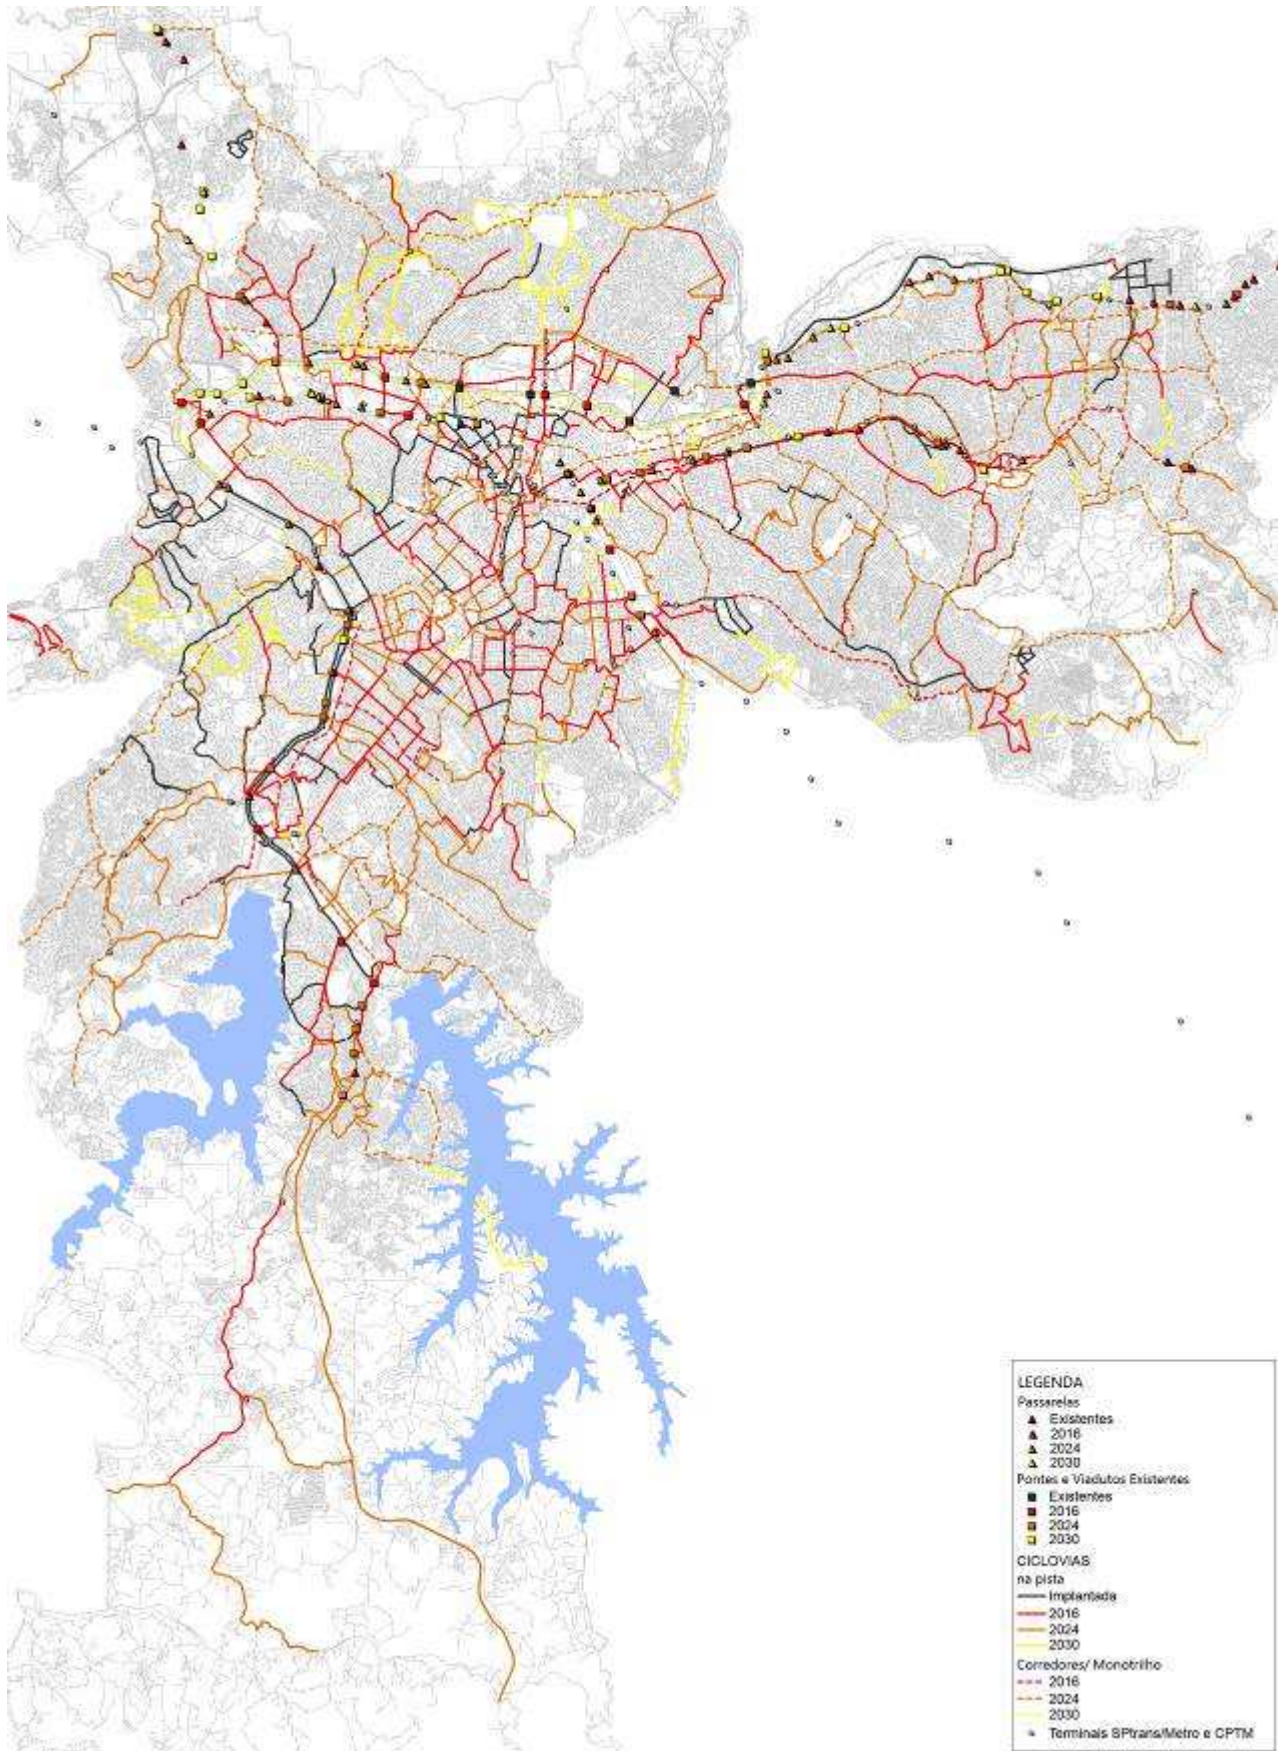 LEGENDA
Passarelas
Existentes
2016
2024
2030
Pontes e Viadutos Existentes
Existentes
2016
2024
2030
CICLOVIAS
na pista
Implantada
2016
2024
2030
Corredores/ Monotrilho
2016
2024
2030
Terminais SPtrans/Metro e CPTM